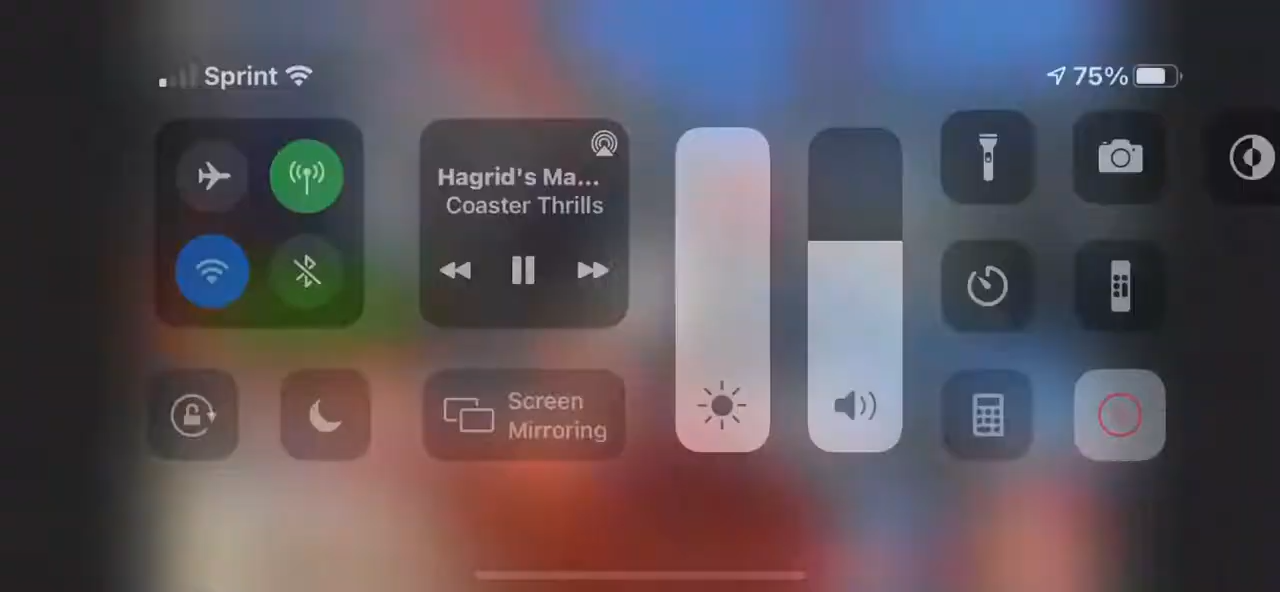 Sprint
75%
Hagrid's Ma...
Coaster Thrills
Screen
Mirroring